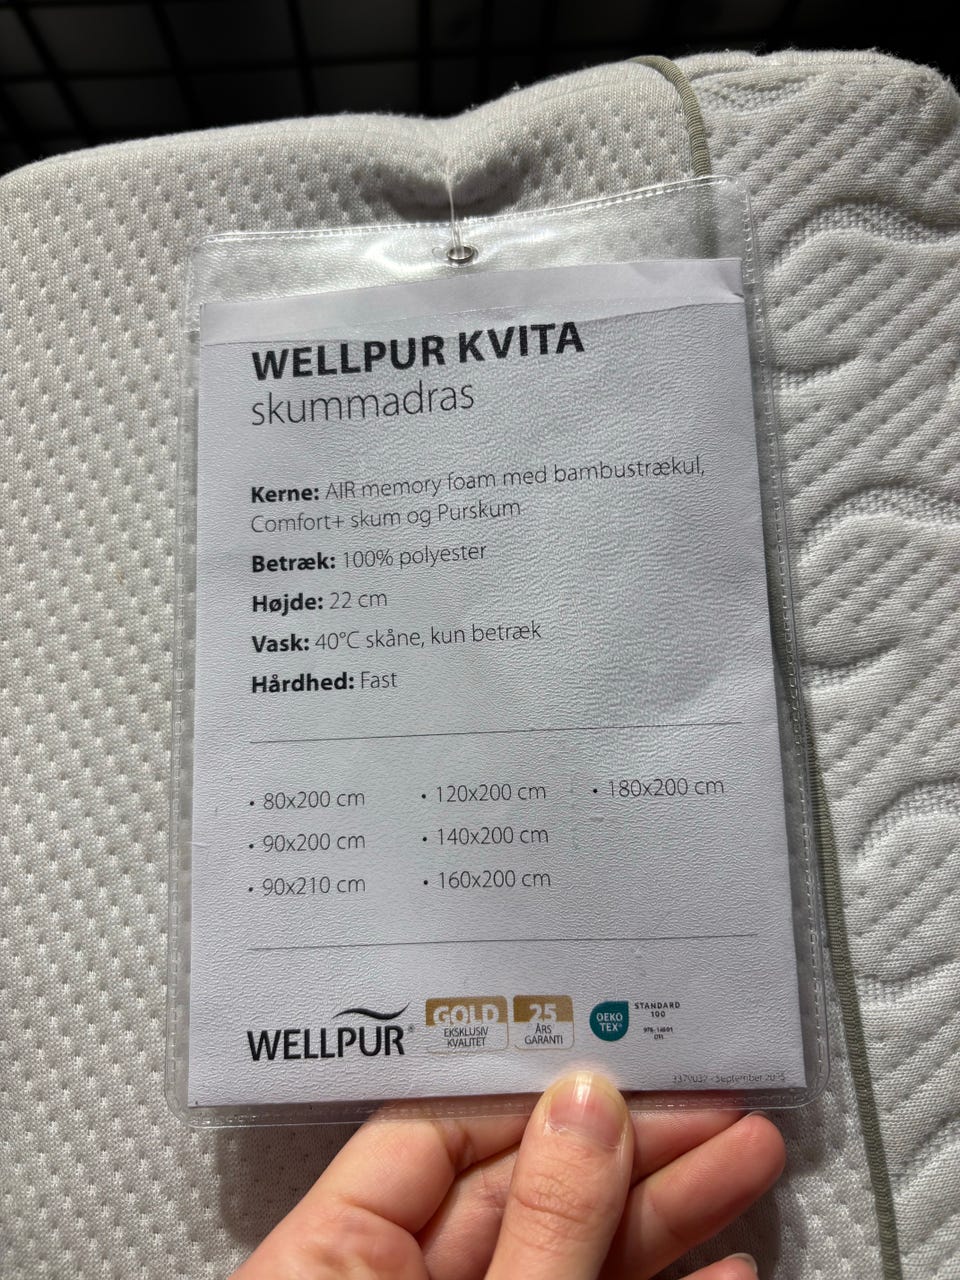 WELLPUR KVITA
skummadras
Kerne: AIR memory foam med bambustrækul,
Comfort+ skum og Purskum
Betræk: 100% polyester
Højde: 22 cm
Vask: 40°C skåne, kun betræk
Hårdhed: Fast
• 80x200 cm • 120x200 cm • 180x200 cm
• 90x200 cm • 140x200 cm
• 90x210 cm • 160x200 cm
WELLPUR®
GOLD
EKSKLUSIV
KVALITET
25
ÅRS
GARANTI
OEKO
TEX®
STANDARD
100
DTI
September